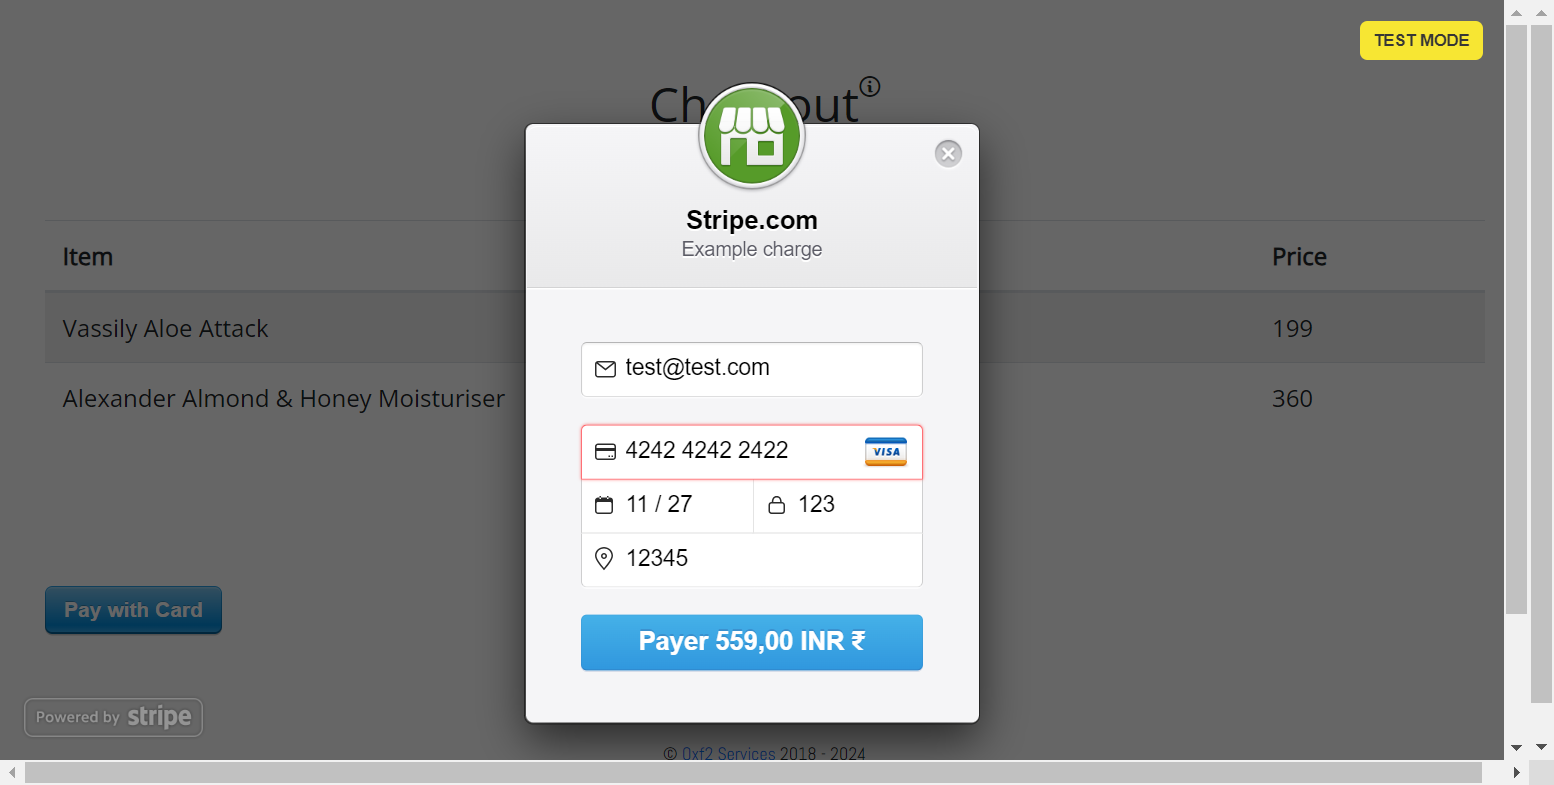 TEST MODE
Ch out
Stripe.com
Example charge
Item Price
Vassily Aloe Attack 199
Alexander Almond & Honey Moisturiser 360
test@test.com
4242 4242 2422 VISA
11 / 27 123
12345
Pay with Card
Payer 559,00 INR ₹
Powered by stripe
© Qxf2 Services 2018 - 2024